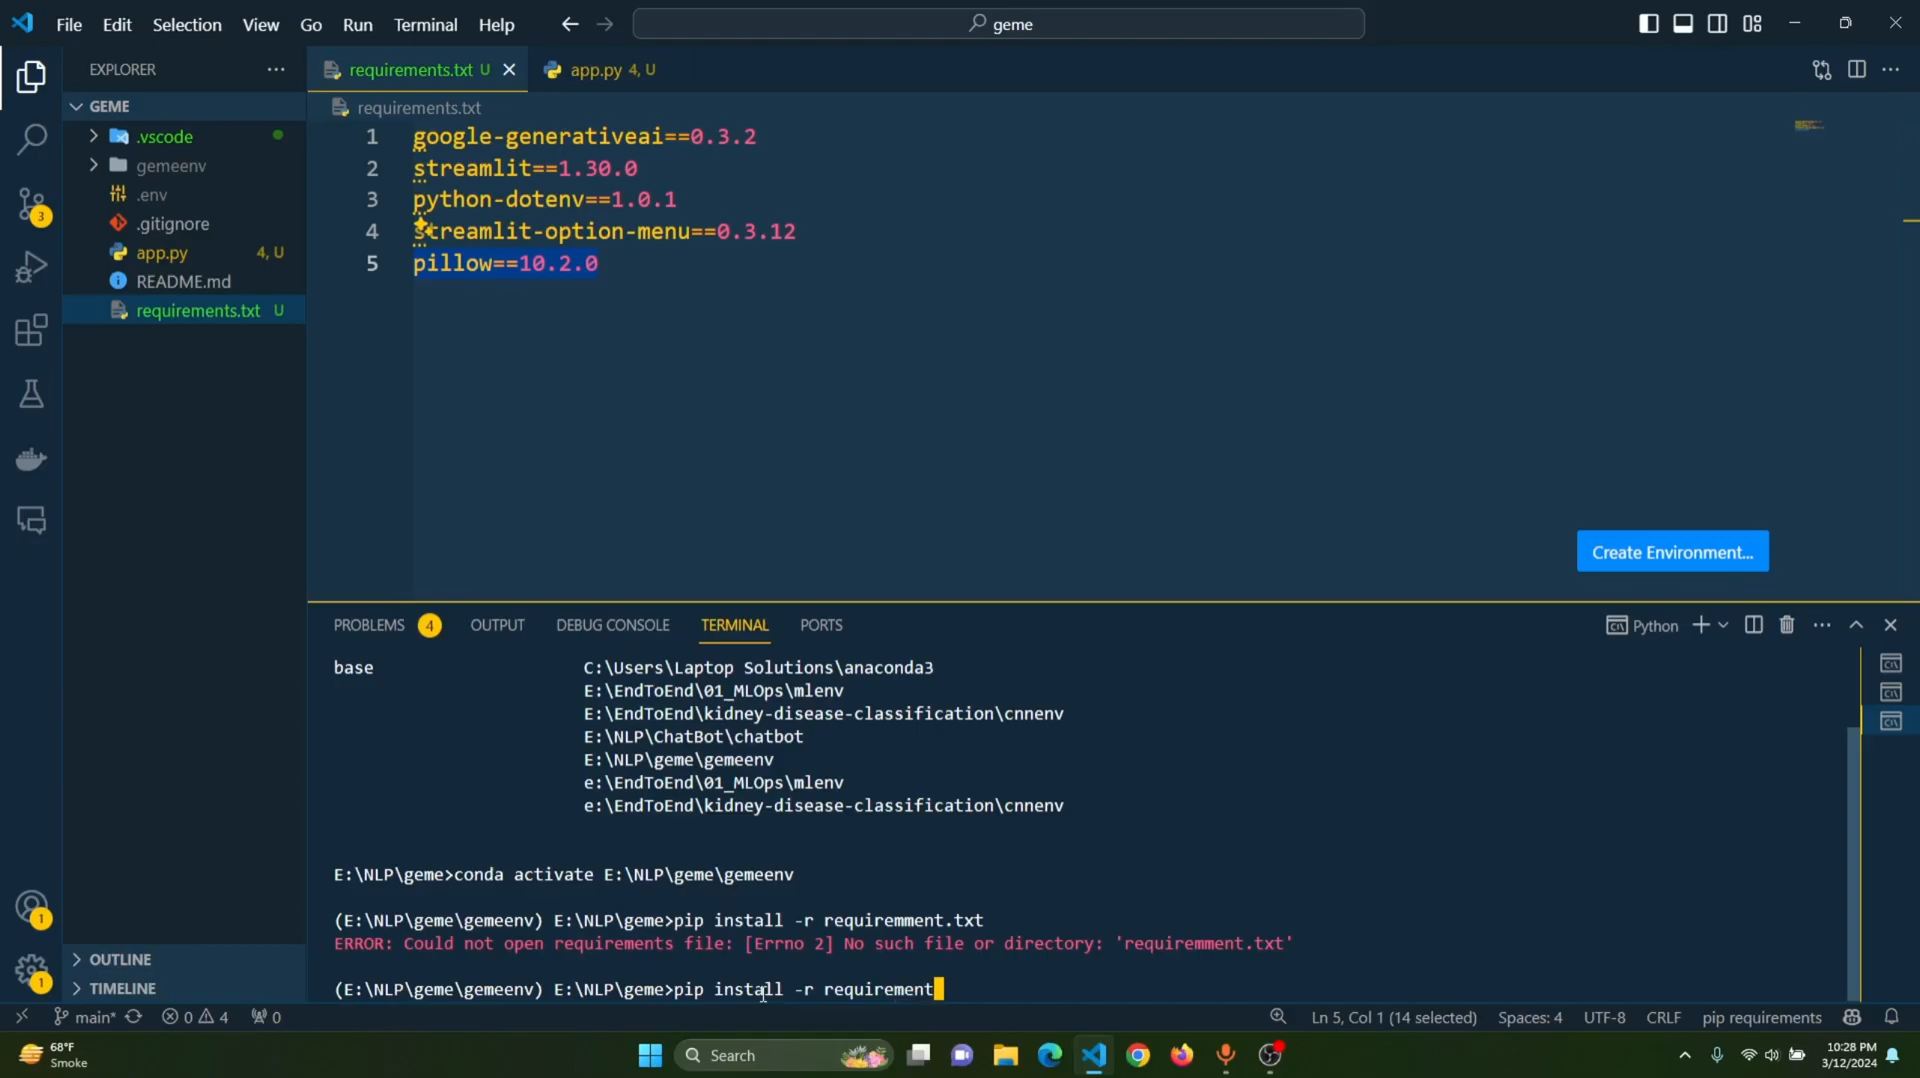 File Edit Selection View Go Run Terminal Help
geme
EXPLORER
requirements.txt U
app.py 4, U
GEME
.vscode
gemeenv
.env
.gitignore
app.py 4, U
README.md
requirements.txt U
OUTLINE
TIMELINE
requirements.txt
1 google-generativeai==0.3.2
2 streamlit==1.30.0
3 python-dotenv==1.0.1
4 streamlit-option-menu==0.3.12
5 pillow==10.2.0
Create Environment...
PROBLEMS 4 OUTPUT DEBUG CONSOLE TERMINAL PORTS
Python
base C:\Users\Laptop Solutions\anaconda3
E:\EndToEnd\01_MLOps\mlenv
E:\EndToEnd\kidney-disease-classification\cnnenv
E:\NLP\ChatBot\chatbot
E:\NLP\geme\gemeenv
e:\EndToEnd\01_MLOps\mlenv
e:\EndToEnd\kidney-disease-classification\cnnenv
E:\NLP\geme>conda activate E:\NLP\geme\gemeenv
(E:\NLP\geme\gemeenv) E:\NLP\geme>pip install -r requiremment.txt
ERROR: Could not open requirements file: [Errno 2] No such file or directory: 'requiremment.txt'
(E:\NLP\geme\gemeenv) E:\NLP\geme>pip install -r requirement
3
1
1
main* 0 4 0
Ln 5, Col 1 (14 selected) Spaces: 4 UTF-8 CRLF pip requirements
68°F
Smoke
Search
10:28 PM
3/12/2024